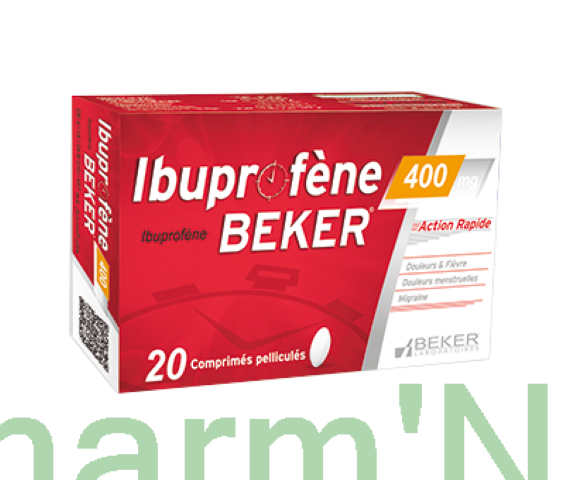 Ibuprofène
400 mg
Ibuprofène
BEKER®
Action Rapide
Douleurs & Fièvre
Douleurs menstruelles
Migraine
20 Comprimés pelliculés
BEKER
LABORATOIRES
Ibuprofène
BEKER
400
harm'N